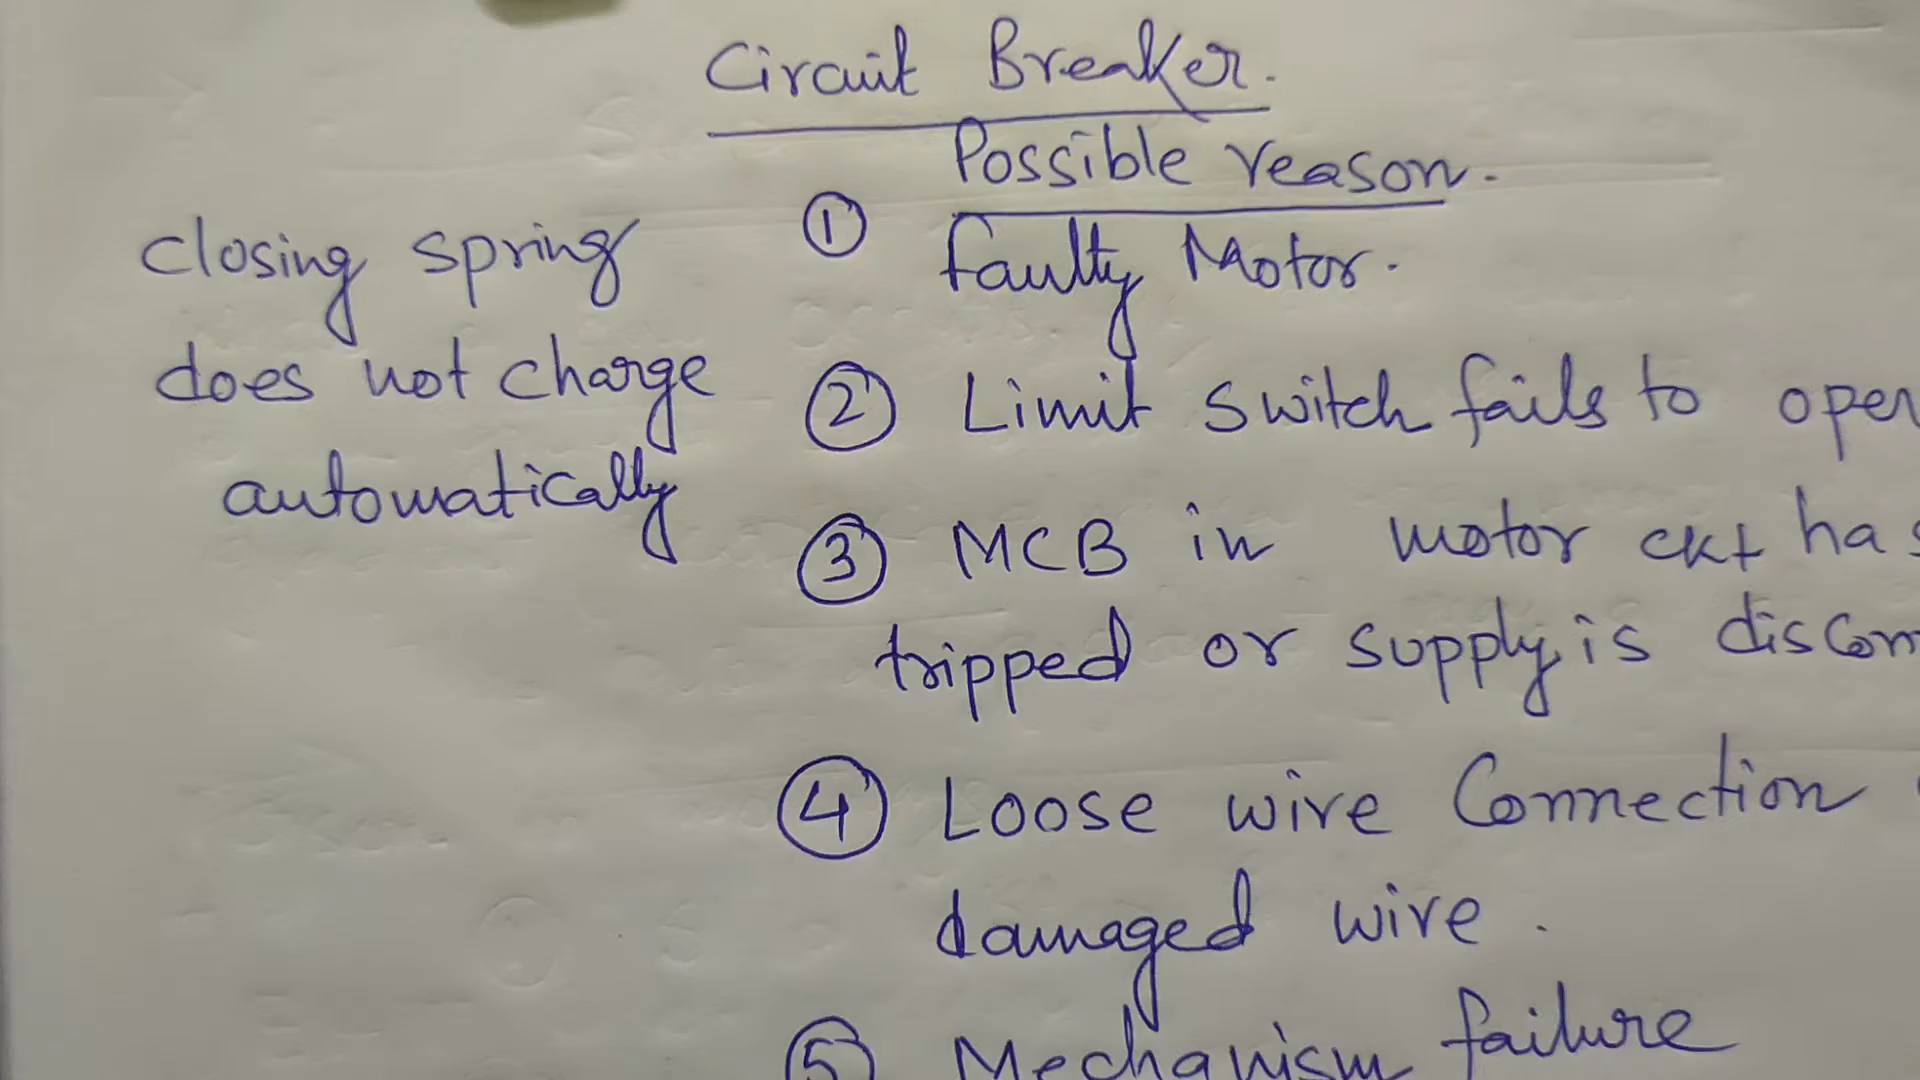 Circuit Breaker.
Possible reason.
closing spring
does not charge
automatically
① faulty Motor.
② Limit switch fails to
③ MCB in motor ckt
tripped or supply is
④ Loose wire Connection
damaged wire.
⑤ Mechanism failure